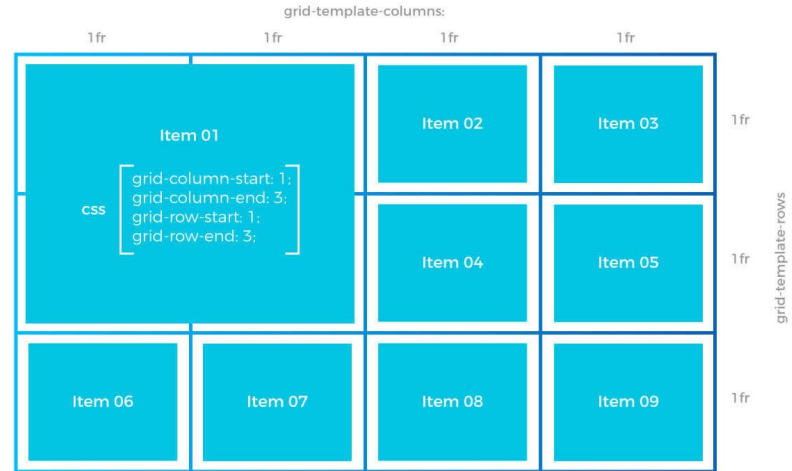 grid-template-columns:
1fr 1fr 1fr 1fr
Item 01
css
grid-column-start: 1;
grid-column-end: 3;
grid-row-start: 1;
grid-row-end: 3;
Item 02
Item 03
1fr
Item 04
Item 05
1fr
grid-template-rows
Item 06
Item 07
Item 08
Item 09
1fr